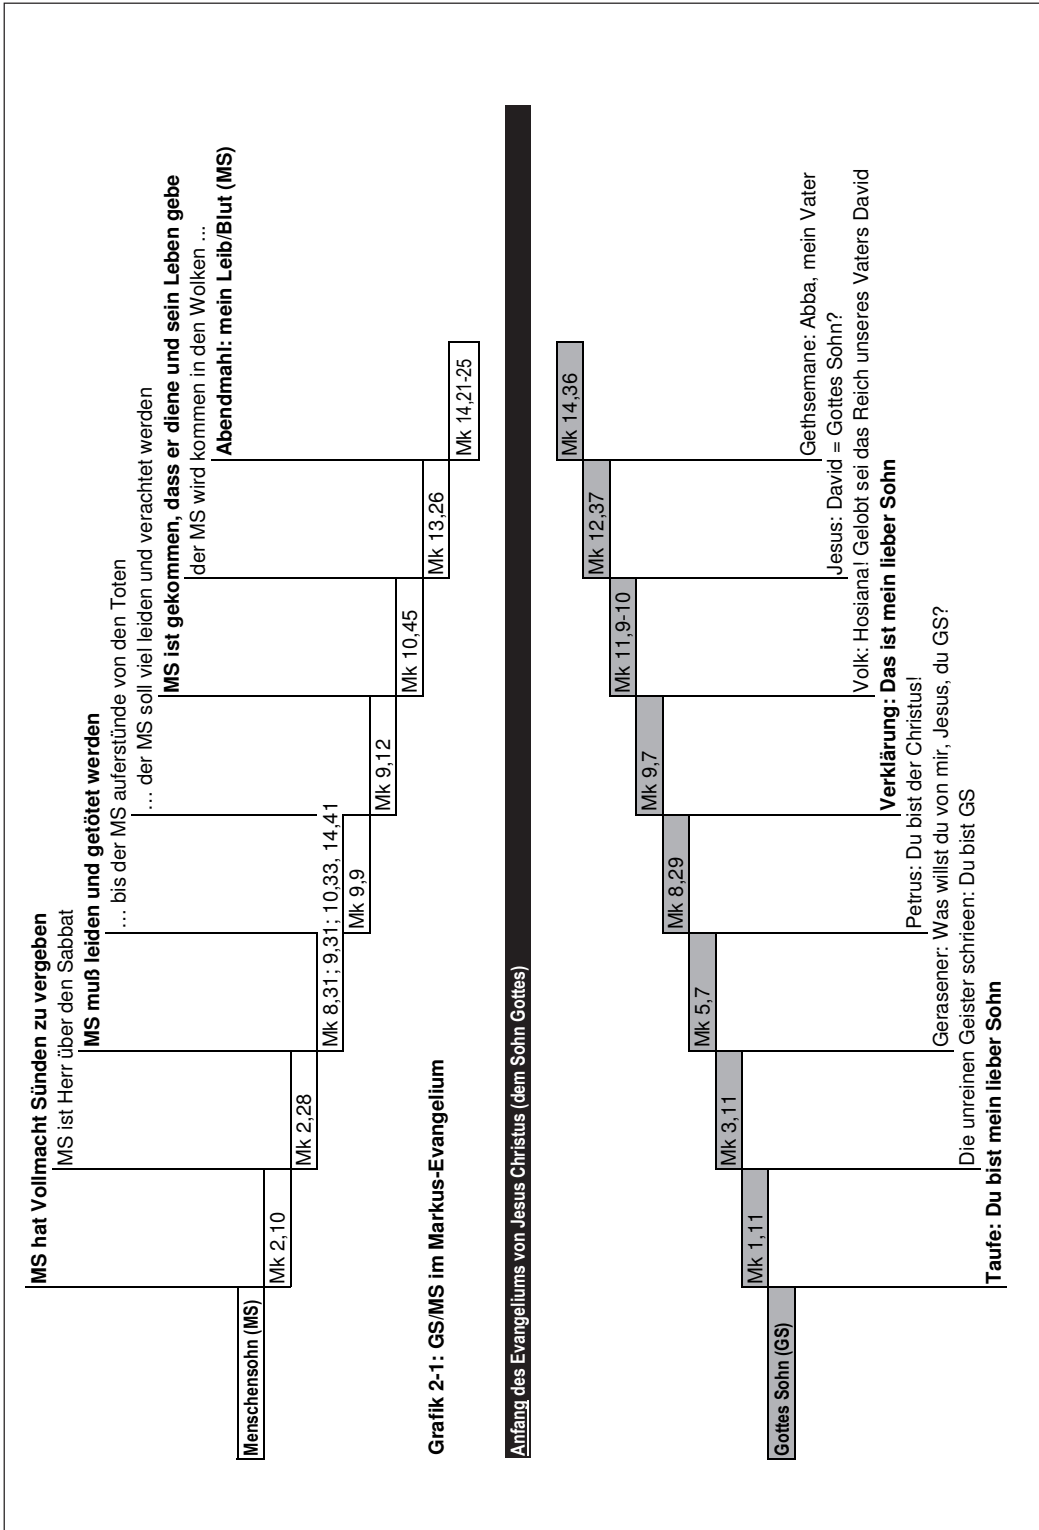 MS hat Vollmacht Sünden zu vergeben
MS ist Herr über den Sabbat
MS muß leiden und getötet werden
… bis der MS auferstünde von den Toten
… der MS soll viel leiden und verachtet werden
MS ist gekommen, dass er diene und sein Leben gebe
der MS wird kommen in den Wolken ...
Abendmahl: mein Leib/Blut (MS)
Menschensohn (MS)
Mk 2,10
Mk 2,28
Mk 8,31; 9,31; 10,33, 14,41
Mk 9,9
Mk 9,12
Mk 10,45
Mk 13,26
Mk 14,21-25
Grafik 2-1: GS/MS im Markus-Evangelium
Anfang des Evangeliums von Jesus Christus (dem Sohn Gottes)
Mk 14,36
Mk 12,37
Mk 11,9-10
Mk 9,7
Mk 8,29
Mk 5,7
Mk 3,11
Mk 1,11
Gottes Sohn (GS)
Gethsemane: Abba, mein Vater
Jesus: David = Gottes Sohn?
Volk: Hosiana! Gelobt sei das Reich unseres Vaters David
Verklärung: Das ist mein lieber Sohn
Petrus: Du bist der Christus!
Gerasener: Was willst du von mir, Jesus, du GS?
Die unreinen Geister schrieen: Du bist GS
Taufe: Du bist mein lieber Sohn